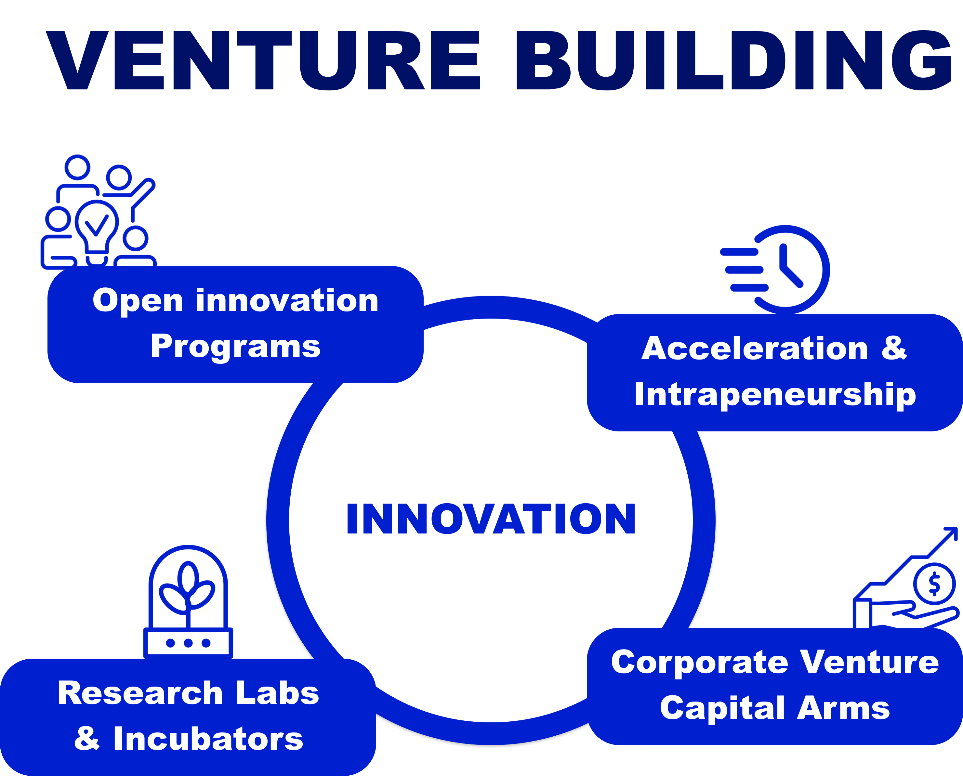 VENTURE BUILDING
Open innovation
Programs
Acceleration &
Intrapeneurship
INNOVATION
$
Research Labs
& Incubators
Corporate Venture
Capital Arms